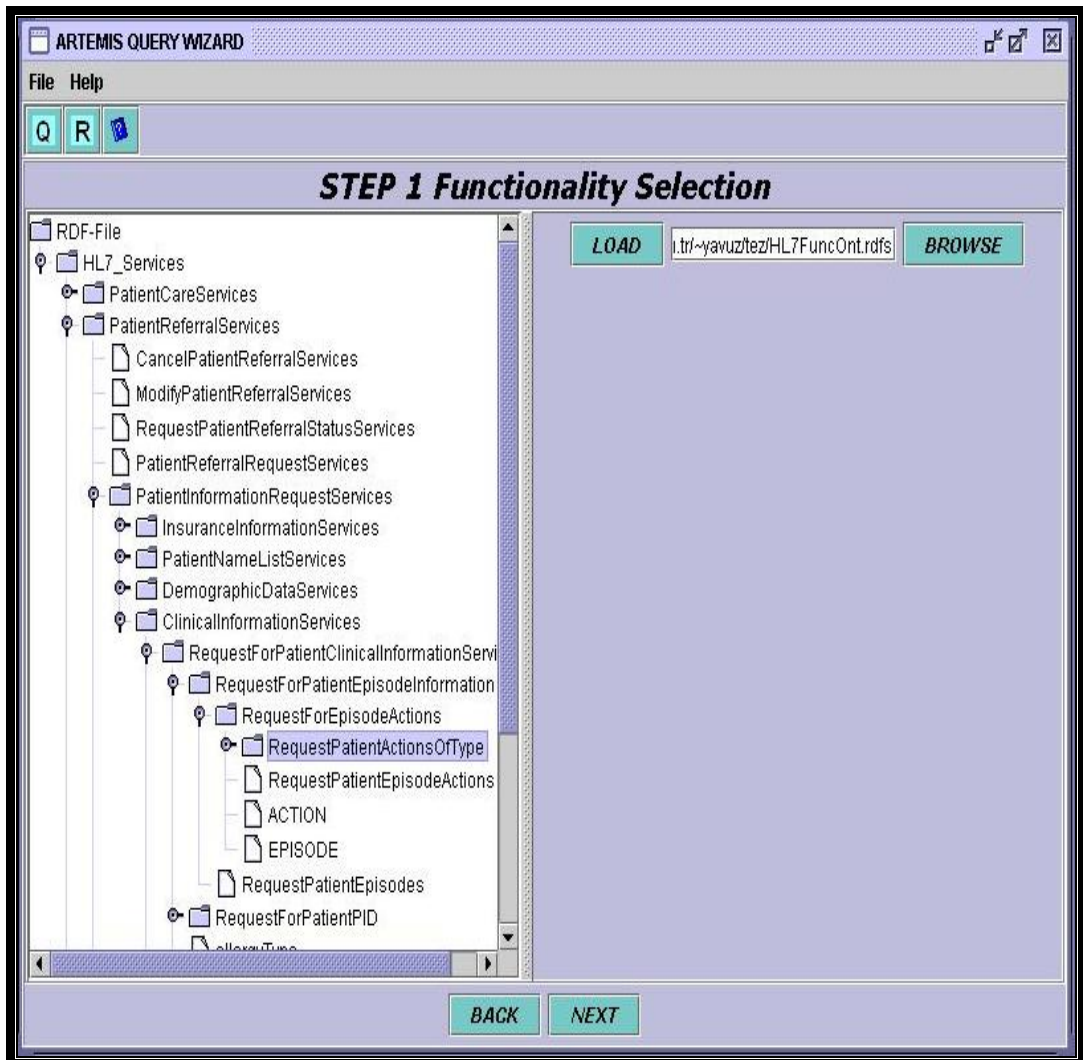 ARTEMIS QUERY WIZARD
File Help
Q R
STEP 1 Functionality Selection
RDF-File
HL7_Services
PatientCareServices
PatientReferralServices
CancelPatientReferralServices
ModifyPatientReferralServices
RequestPatientReferralStatusServices
PatientReferralRequestServices
PatientInformationRequestServices
InsuranceInformationServices
PatientNameListServices
DemographicDataServices
ClinicalInformationServices
RequestForPatientClinicalInformationServi
RequestForPatientEpisodeInformation
RequestForEpisodeActions
RequestPatientActionsOfType
RequestPatientEpisodeActions
ACTION
EPISODE
RequestPatientEpisodes
RequestForPatientPID
allergyType
LOAD
.tr/~yavuz/tez/HL7FuncOnt.rdfs
BROWSE
BACK NEXT